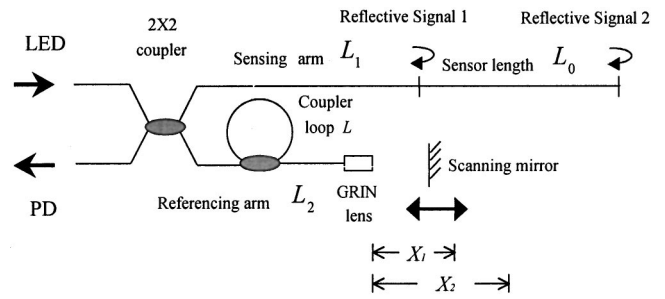 Reflective Signal 1
Reflective Signal 2
2X2
coupler
LED
Sensing arm L₁
Sensor length L₀
Coupler
loop L
Scanning mirror
PD
Referencing arm L₂
GRIN
lens
X₁
X₂